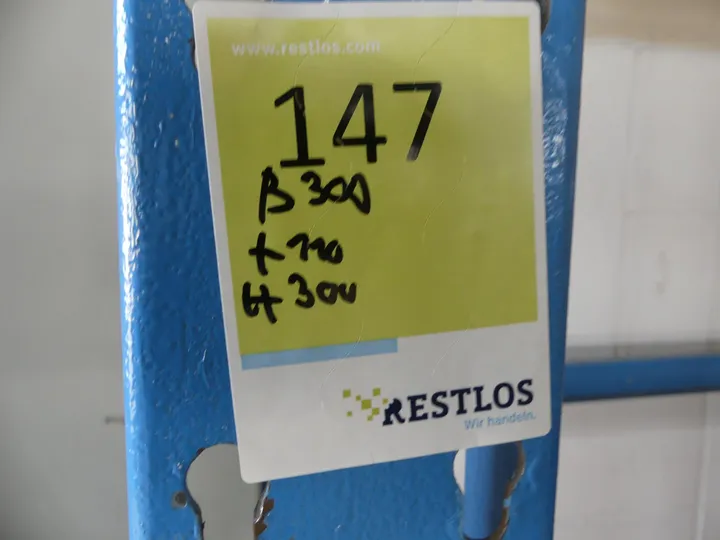 www.restlos.com
147
B 300
T 110
H 300
RESTLOS
Wir handeln.